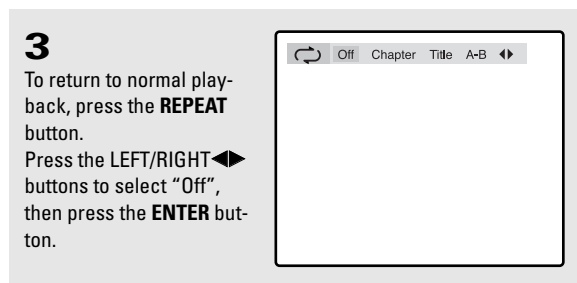 3
To return to normal play-
back, press the REPEAT
button.
Press the LEFT/RIGHT◀▶
buttons to select “Off”,
then press the ENTER but-
ton.
Off Chapter Title A-B ◀▶